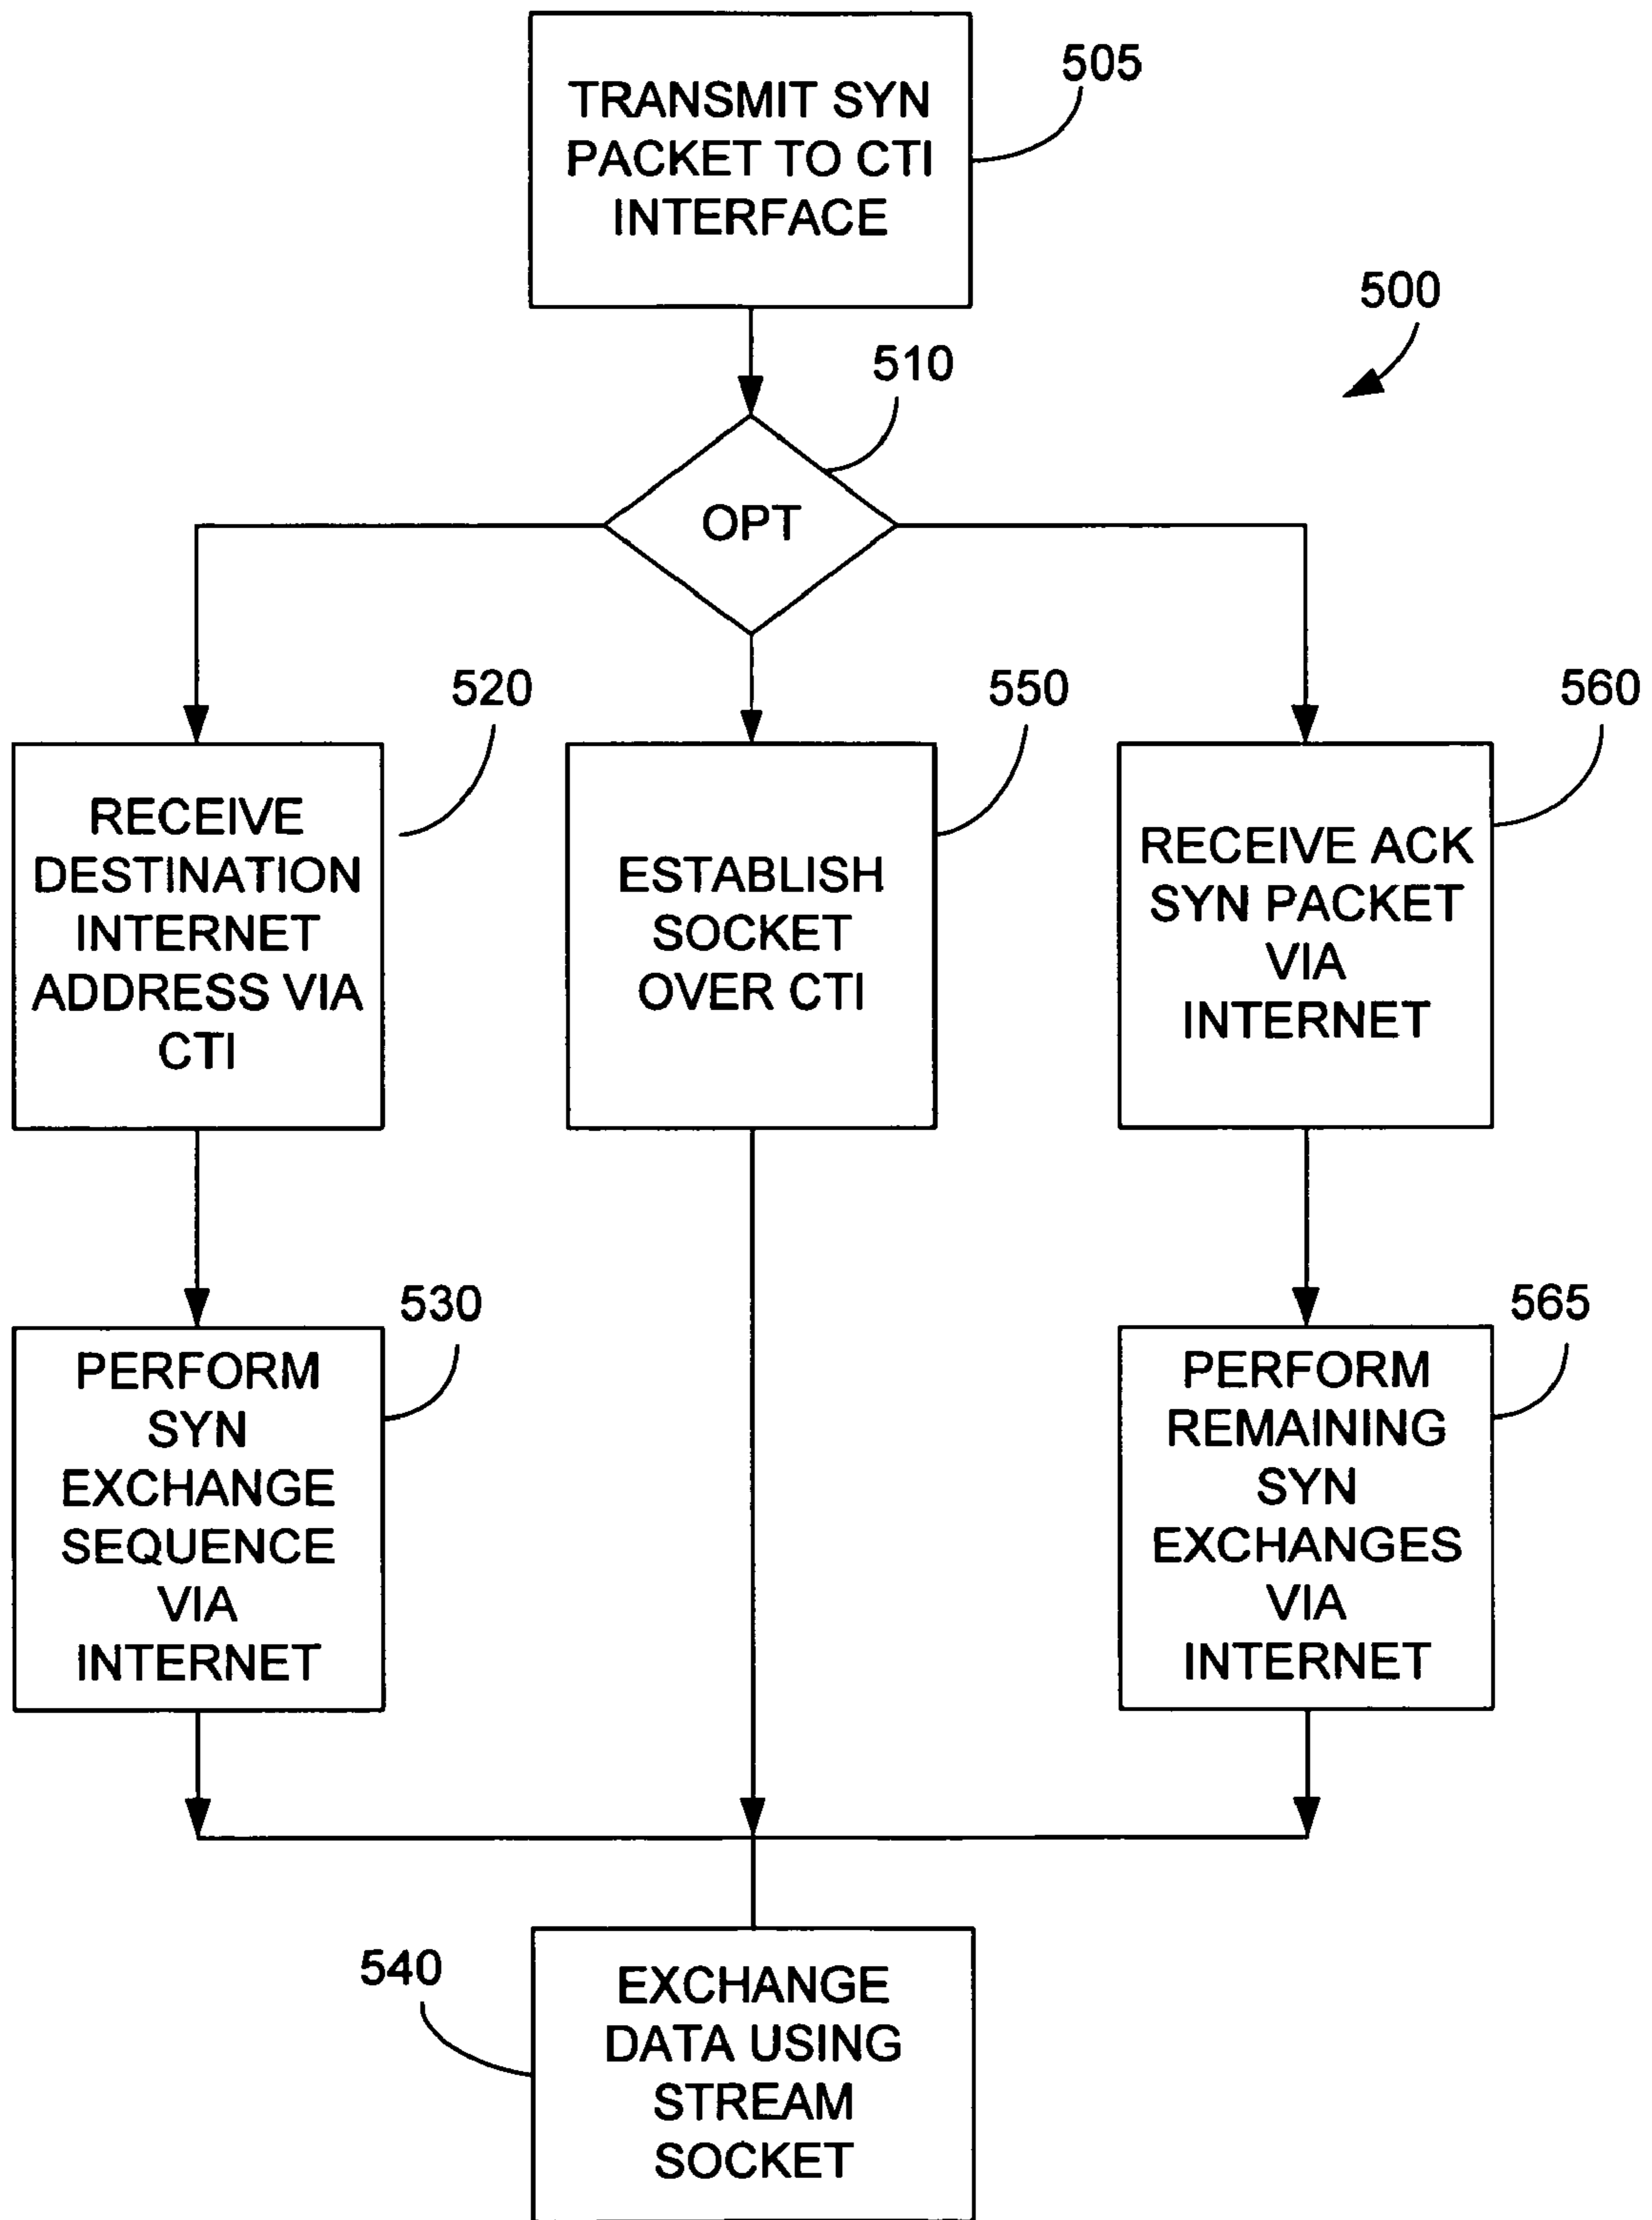 TRANSMIT SYN
PACKET TO CTI
INTERFACE
505
500
510
OPT
520
550
560
RECEIVE
DESTINATION
INTERNET
ADDRESS VIA
CTI
ESTABLISH
SOCKET
OVER CTI
RECEIVE ACK
SYN PACKET
VIA
INTERNET
530
565
PERFORM
SYN
EXCHANGE
SEQUENCE
VIA
INTERNET
PERFORM
REMAINING
SYN
EXCHANGES
VIA
INTERNET
540
EXCHANGE
DATA USING
STREAM
SOCKET